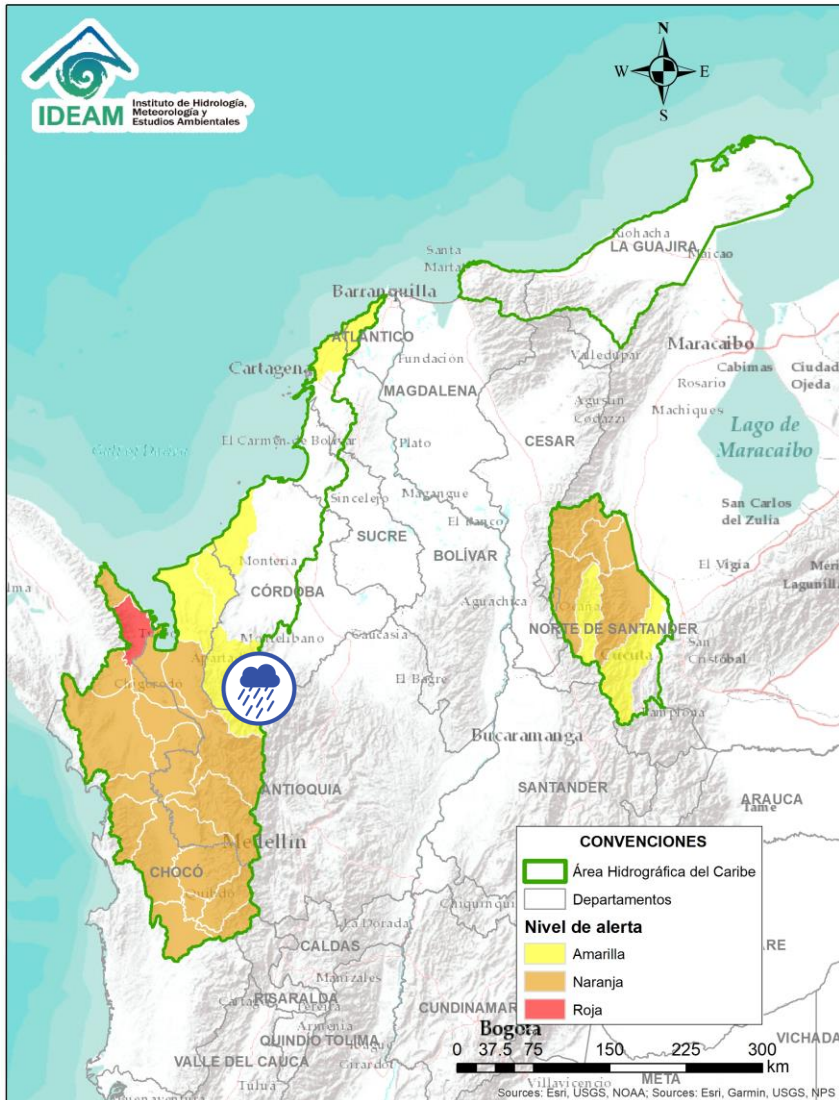 N
W E
S
IDEAM
Instituto de Hidrología,
Meteorología y
Estudios Ambientales
Riohacha
LA GUAJIRA
Maicao
Santa
Barranquilla
ATLÁNTICO
Cartagena
Fundación
MAGDALENA
Valledupar
Maracaibo
Cabimas
Ciudad
Ojeda
Rosario
Machiques
Agustín
Codazzi
CESAR
Lago de
Maracaibo
El Carmen de Bolívar
Plato
Sincelejo
Magangue
SUCRE
El Banco
BOLÍVAR
San Carlos
del Zulia
Montería
CÓRDOBA
El Vigía
Aguachica
Ocaña
NORTE DE SANTANDER
Montelibano
Caucasia
San
Cristóbal
Cúcuta
Chigorodó
El Bagre
Bucaramanga
ANTIOQUIA
SANTANDER
ARAUCA
Tame
Medellín
CHOCÓ
Quibdó
La Dorada
CALDAS
Manizales
RISARALDA
Pereira
Armenia
QUINDÍO TOLIMA
Girardot
Bogotá
VALLE DEL CAUCA
Tuluá
Villavicencio
META
VICHADA
CONVENCIONES
Área Hidrográfica del Caribe
Departamentos
Nivel de alerta
Amarilla
Naranja
Roja
0 37.5 75 150 225 300
km
Sources: Esri, USGS, NOAA; Sources: Esri, Garmin, USGS, NPS